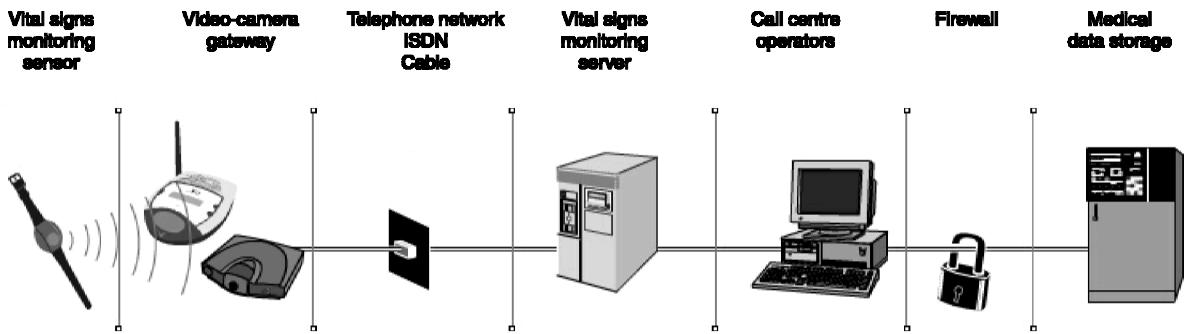 Vital signs
monitoring
sensor
Video-camera
gateway
Telephone network
ISDN
Cable
Vital signs
monitoring
server
Call centre
operators
Firewall
Medical
data storage